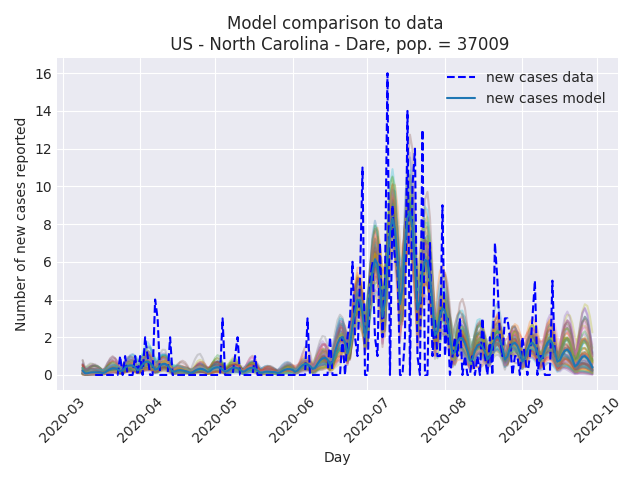 Model comparison to data
US - North Carolina - Dare, pop. = 37009
new cases data
new cases model
Number of new cases reported
16
14
12
10
8
6
4
2
0
2020-03
2020-04
2020-05
2020-06
2020-07
2020-08
2020-09
2020-10
Day